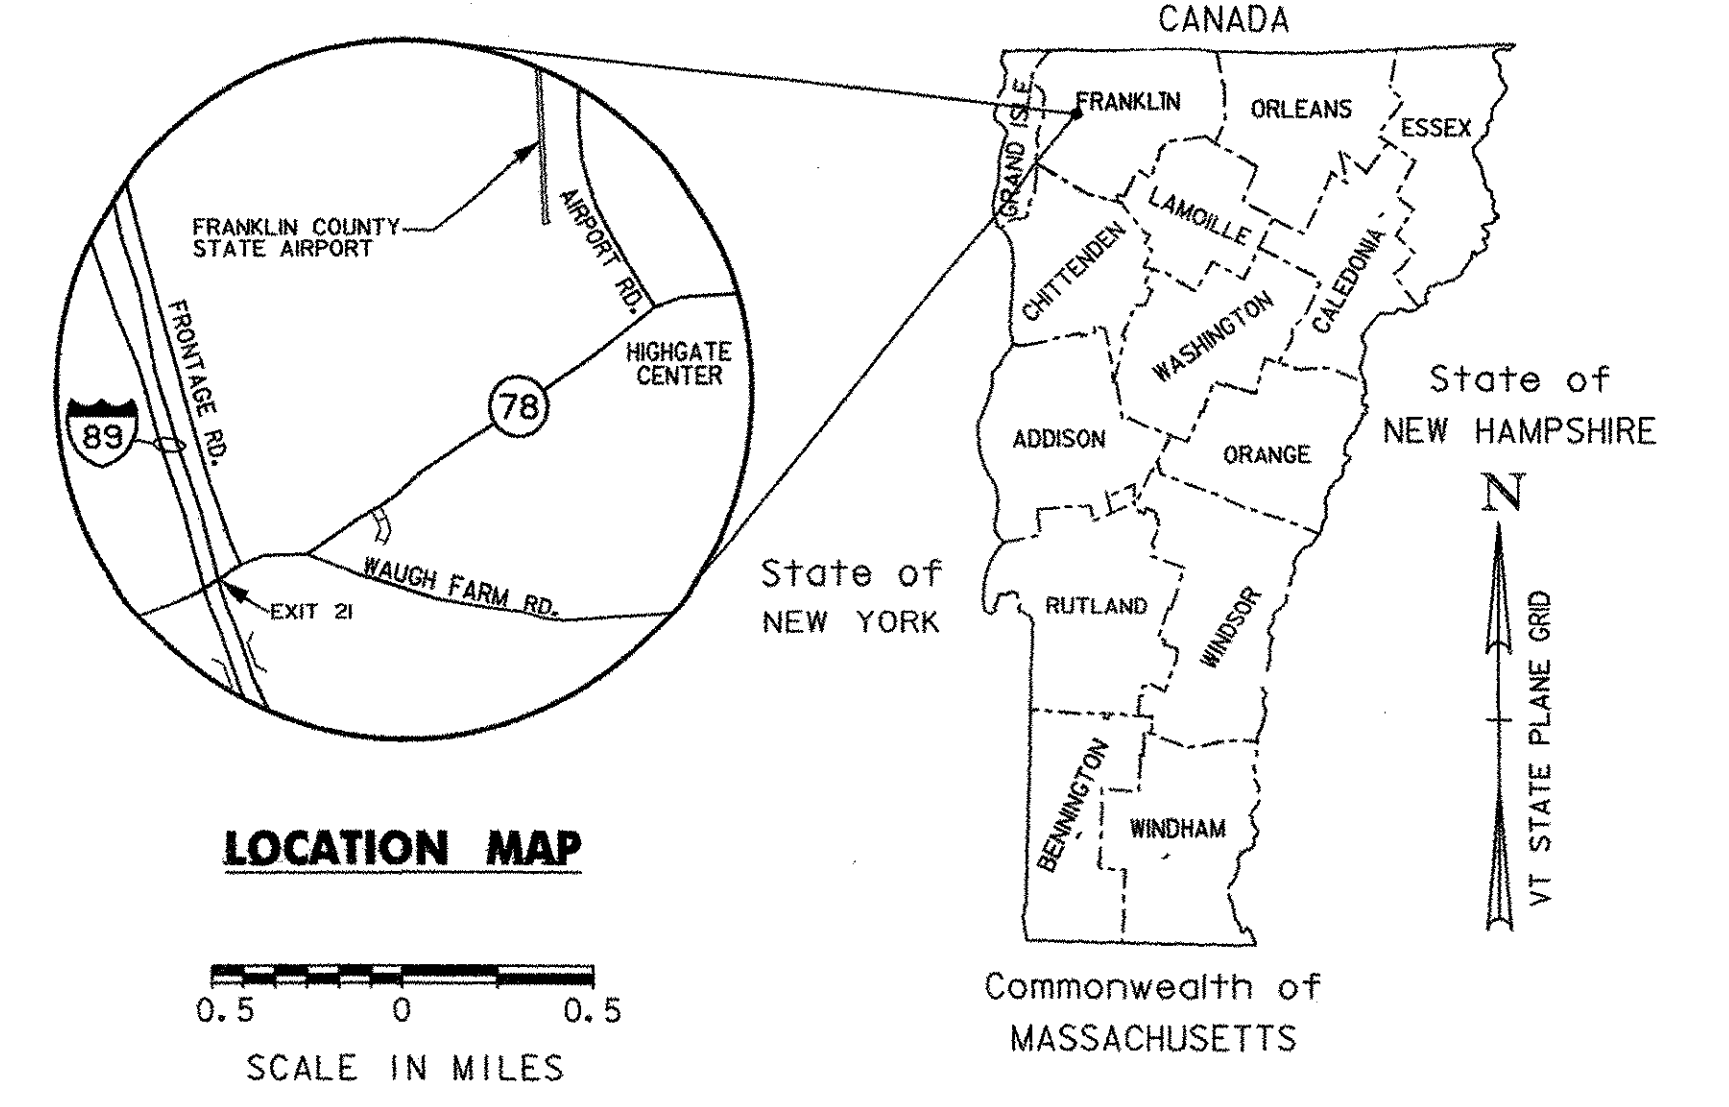 CANADA
FRANKLIN
ORLEANS
ESSEX
GRAND ISLE
LAMOILLE
CHITTENDEN
CALEDONIA
WASHINGTON
ADDISON
ORANGE
RUTLAND
WINDSOR
BENNINGTON
WINDHAM
State of
NEW HAMPSHIRE
State of
NEW YORK
Commonwealth of
MASSACHUSETTS
N
VT STATE PLANE GRID
FRANKLIN COUNTY
STATE AIRPORT
AIRPORT RD.
FRONTAGE RD.
HIGHGATE
CENTER
78
89
WAUGH FARM RD.
EXIT 21
LOCATION MAP
0.5 0 0.5
SCALE IN MILES